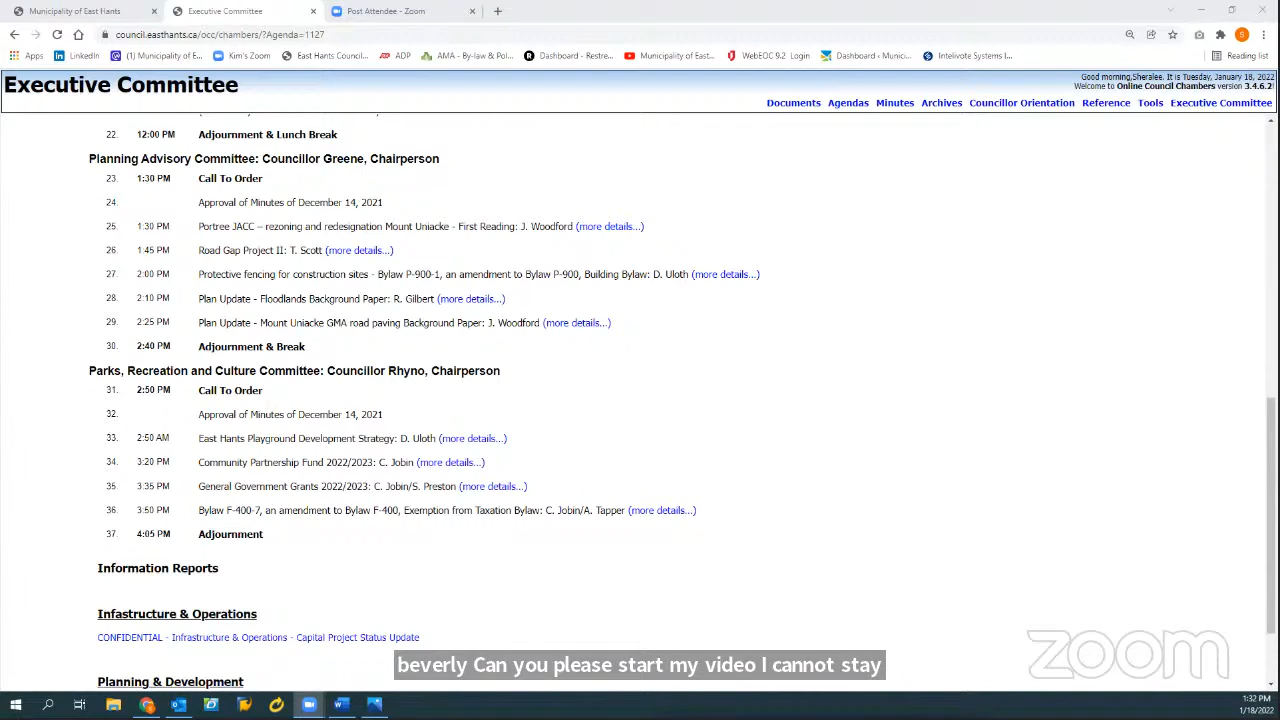 Municipality of East Hants
Executive Committee
Post Attendee - Zoom
council.easthants.ca/occ/chambers/?Agenda=1127
Apps LinkedIn Municipality of E... Kim's Zoom East Hants Council... ADP AMA - By-law & Pol... Dashboard - Restre... Municipality of East... WebEOC 9.2 Login Dashboard ‹ Munic... Intelivote Systems I... Reading list
Executive Committee
Good morning,Sheralee. It is Tuesday, January 18, 2022
Welcome to Online Council Chambers version 3.4.6.2!
Documents Agendas Minutes Archives Councillor Orientation Reference Tools Executive Committee
22. 12:00 PM Adjournment & Lunch Break
Planning Advisory Committee: Councillor Greene, Chairperson
23. 1:30 PM Call To Order
24. Approval of Minutes of December 14, 2021
25. 1:30 PM Portree JACC – rezoning and redesignation Mount Uniacke - First Reading: J. Woodford (more details...)
26. 1:45 PM Road Gap Project II: T. Scott (more details...)
27. 2:00 PM Protective fencing for construction sites - Bylaw P-900-1, an amendment to Bylaw P-900, Building Bylaw: D. Uloth (more details...)
28. 2:10 PM Plan Update - Floodlands Background Paper: R. Gilbert (more details...)
29. 2:25 PM Plan Update - Mount Uniacke GMA road paving Background Paper: J. Woodford (more details...)
30. 2:40 PM Adjournment & Break
Parks, Recreation and Culture Committee: Councillor Rhyno, Chairperson
31. 2:50 PM Call To Order
32. Approval of Minutes of December 14, 2021
33. 2:50 AM East Hants Playground Development Strategy: D. Uloth (more details...)
34. 3:20 PM Community Partnership Fund 2022/2023: C. Jobin (more details...)
35. 3:35 PM General Government Grants 2022/2023: C. Jobin/S. Preston (more details...)
36. 3:50 PM Bylaw F-400-7, an amendment to Bylaw F-400, Exemption from Taxation Bylaw: C. Jobin/A. Tapper (more details...)
37. 4:05 PM Adjournment
Information Reports
Infastructure & Operations
CONFIDENTIAL - Infrastructure & Operations - Capital Project Status Update
zoom
beverly Can you please start my video I cannot stay
Planning & Development
1:32 PM
1/18/2022